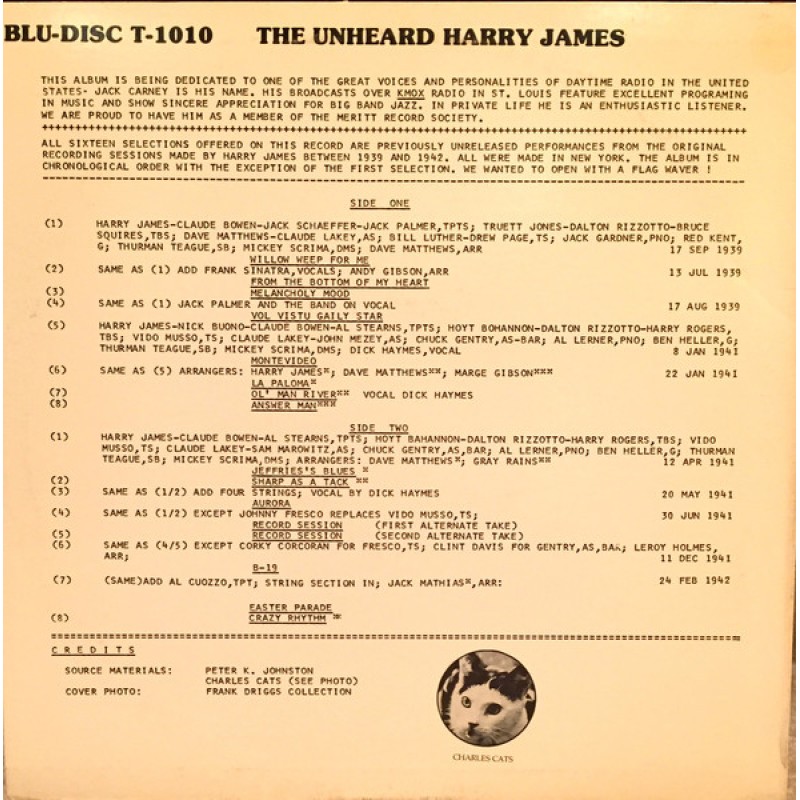 BLU-DISC T-1010 THE UNHEARD HARRY JAMES
THIS ALBUM IS BEING DEDICATED TO ONE OF THE GREAT VOICES AND PERSONALITIES OF DAYTIME RADIO IN THE UNITED
STATES- JACK CARNEY IS HIS NAME. HIS BROADCASTS OVER KMOX RADIO IN ST. LOUIS FEATURE EXCELLENT PROGRAMING
IN MUSIC AND SHOW SINCERE APPRECIATION FOR BIG BAND JAZZ. IN PRIVATE LIFE HE IS AN ENTHUSIASTIC LISTENER.
WE ARE PROUD TO HAVE HIM AS A MEMBER OF THE MERITT RECORD SOCIETY.
ALL SIXTEEN SELECTIONS OFFERED ON THIS RECORD ARE PREVIOUSLY UNRELEASED PERFORMANCES FROM THE ORIGINAL
RECORDING SESSIONS MADE BY HARRY JAMES BETWEEN 1939 AND 1942. ALL WERE MADE IN NEW YORK. THE ALBUM IS IN
CHRONOLOGICAL ORDER WITH THE EXCEPTION OF THE FIRST SELECTION. WE WANTED TO OPEN WITH A FLAG WAVER !
SIDE ONE
(1) HARRY JAMES-CLAUDE BOWEN-JACK SCHAEFFER-JACK PALMER,TPTS; TRUETT JONES-DALTON RIZZOTTO-BRUCE
SQUIRES,TBS; DAVE MATTHEWS-CLAUDE LAKEY,AS; BILL LUTHER-DREW PAGE,TS; JACK GARDNER,PNO; RED KENT,
G; THURMAN TEAGUE,SB; MICKEY SCRIMA,DMS; DAVE MATTHEWS,ARR 17 SEP 1939
WILLOW WEEP FOR ME
(2) SAME AS (1) ADD FRANK SINATRA,VOCALS; ANDY GIBSON,ARR 13 JUL 1939
FROM THE BOTTOM OF MY HEART
(3) MELANCHOLY MOOD
(4) SAME AS (1) JACK PALMER AND THE BAND ON VOCAL 17 AUG 1939
VOL VISTU GAILY STAR
(5) HARRY JAMES-NICK BUONO-CLAUDE BOWEN-AL STEARNS,TPTS; HOYT BOHANNON-DALTON RIZZOTTO-HARRY ROGERS,
TBS; VIDO MUSSO,TS; CLAUDE LAKEY-JOHN MEZEY,AS; CHUCK GENTRY,AS-BAR; AL LERNER,PNO; BEN HELLER,G;
THURMAN TEAGUE,SB; MICKEY SCRIMA,DMS; DICK HAYMES,VOCAL 8 JAN 1941
MONTEVIDEO
(6) SAME AS (5) ARRANGERS: HARRY JAMES*; DAVE MATTHEWS**; MARGE GIBSON*** 22 JAN 1941
LA PALOMA*
(7) OL' MAN RIVER** VOCAL DICK HAYMES
(8) ANSWER MAN***
SIDE TWO
(1) HARRY JAMES-CLAUDE BOWEN-AL STEARNS,TPTS; HOYT BAHANNON-DALTON RIZZOTTO-HARRY ROGERS,TBS; VIDO
MUSSO,TS; CLAUDE LAKEY-SAM MAROWITZ,AS; CHUCK GENTRY,AS,BAR; AL LERNER,PNO; BEN HELLER,G; THURMAN
TEAGUE,SB; MICKEY SCRIMA,DMS; ARRANGERS: DAVE MATTHEWS*; GRAY RAINS** 12 APR 1941
JEFFRIES'S BLUES *
(2) SHARP AS A TACK **
(3) SAME AS (1/2) ADD FOUR STRINGS; VOCAL BY DICK HAYMES 20 MAY 1941
AURORA
(4) SAME AS (1/2) EXCEPT JOHNNY FRESCO REPLACES VIDO MUSSO,TS; 30 JUN 1941
RECORD SESSION (FIRST ALTERNATE TAKE)
(5) RECORD SESSION (SECOND ALTERNATE TAKE)
(6) SAME AS (4/5) EXCEPT CORKY CORCORAN FOR FRESCO,TS; CLINT DAVIS FOR GENTRY,AS,BAR; LEROY HOLMES,
ARR; 11 DEC 1941
B-19
(7) (SAME)ADD AL CUOZZO,TPT; STRING SECTION IN; JACK MATHIAS*,ARR: 24 FEB 1942
EASTER PARADE
(8) CRAZY RHYTHM **
CREDITS
SOURCE MATERIALS: PETER K. JOHNSTON
CHARLES CATS (SEE PHOTO)
COVER PHOTO: FRANK DRIGGS COLLECTION
CHARLES CATS